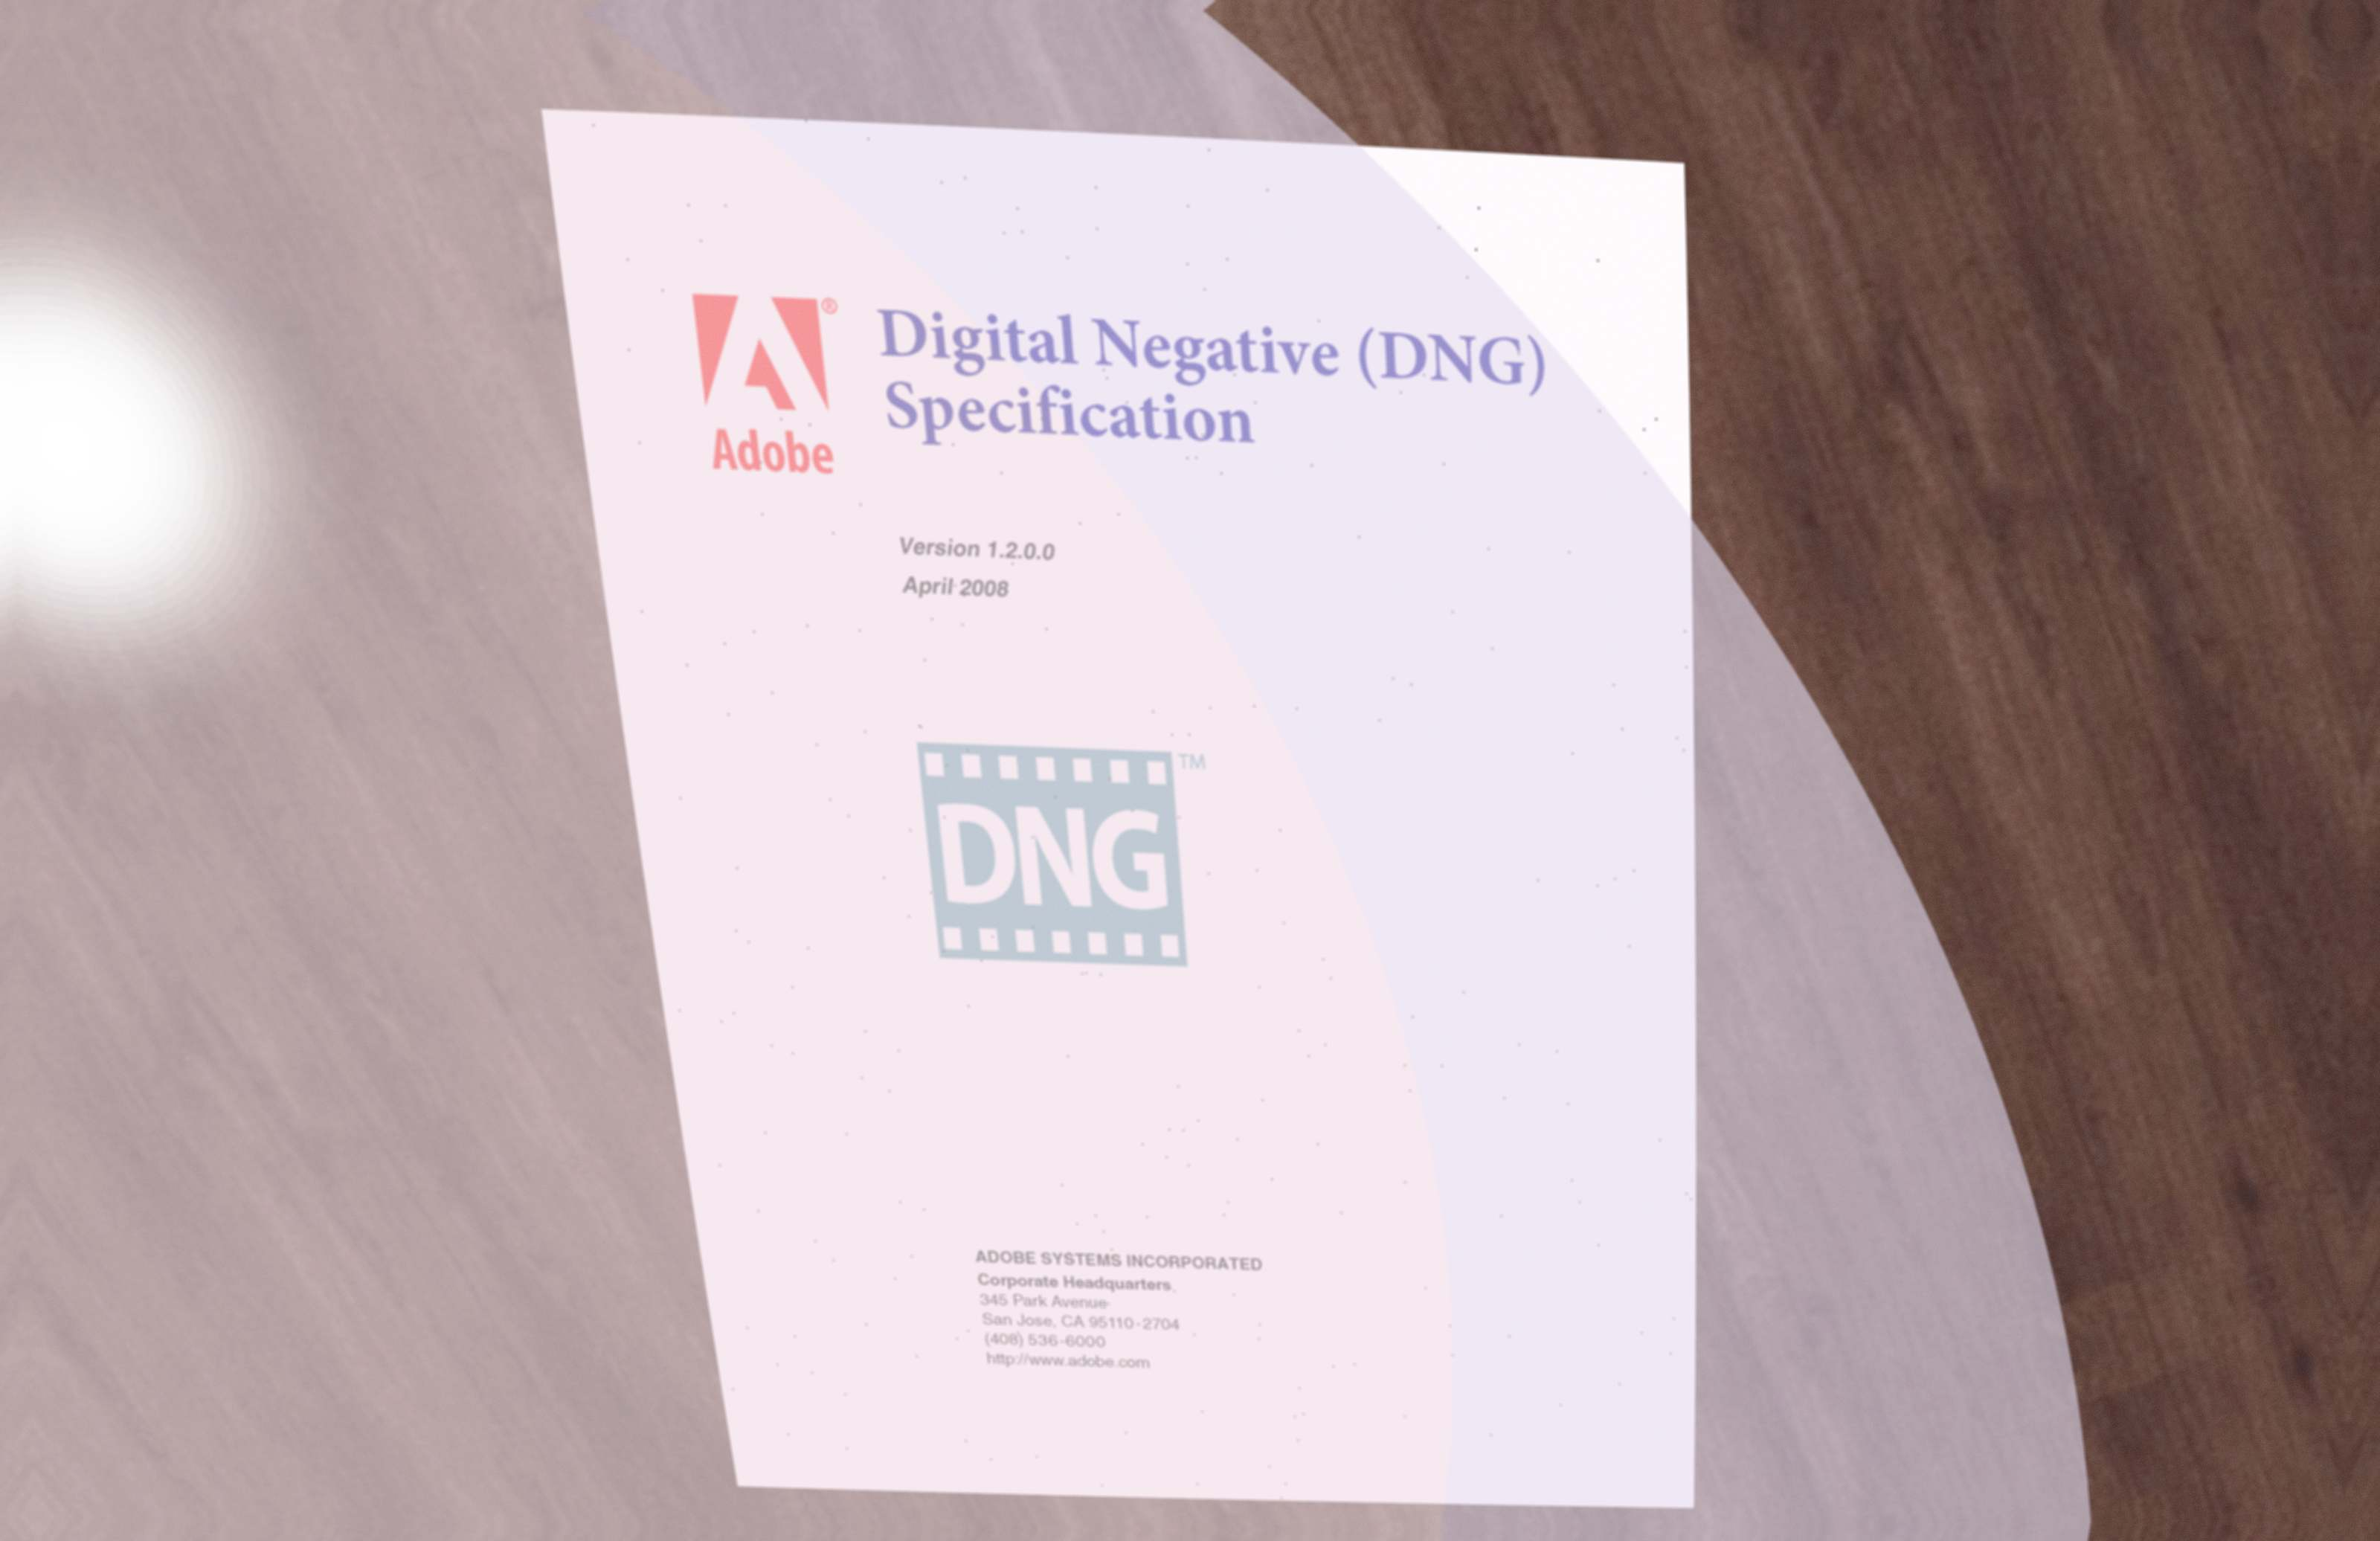 Adobe®
Digital Negative (DNG)
Specification
Version 1.2.0.0
April 2008
DNG™
ADOBE SYSTEMS INCORPORATED
Corporate Headquarters
345 Park Avenue
San Jose, CA 95110-2704
(408) 536-6000
http://www.adobe.com